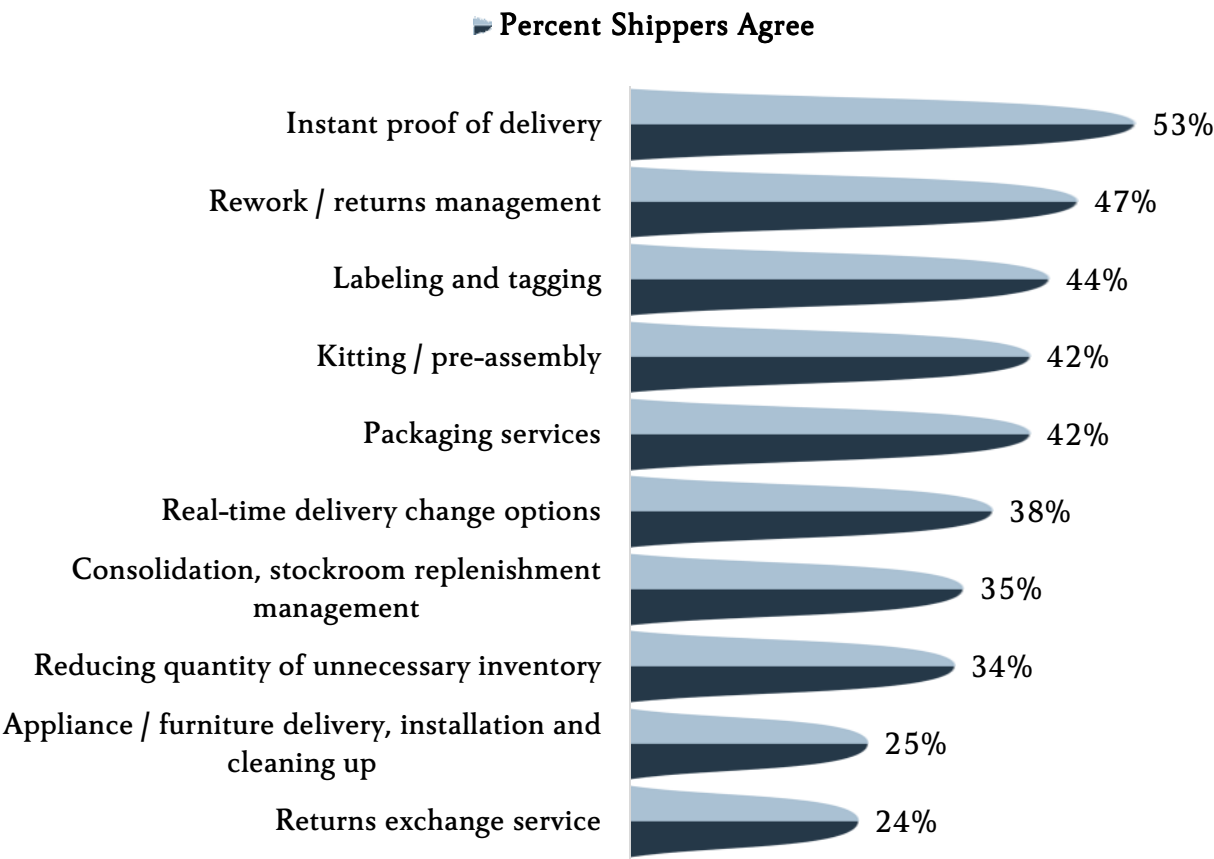 Percent Shippers Agree
Instant proof of delivery 53%
Rework / returns management 47%
Labeling and tagging 44%
Kitting / pre-assembly 42%
Packaging services 42%
Real-time delivery change options 38%
Consolidation, stockroom replenishment
management 35%
Reducing quantity of unnecessary inventory 34%
Appliance / furniture delivery, installation and
cleaning up 25%
Returns exchange service 24%